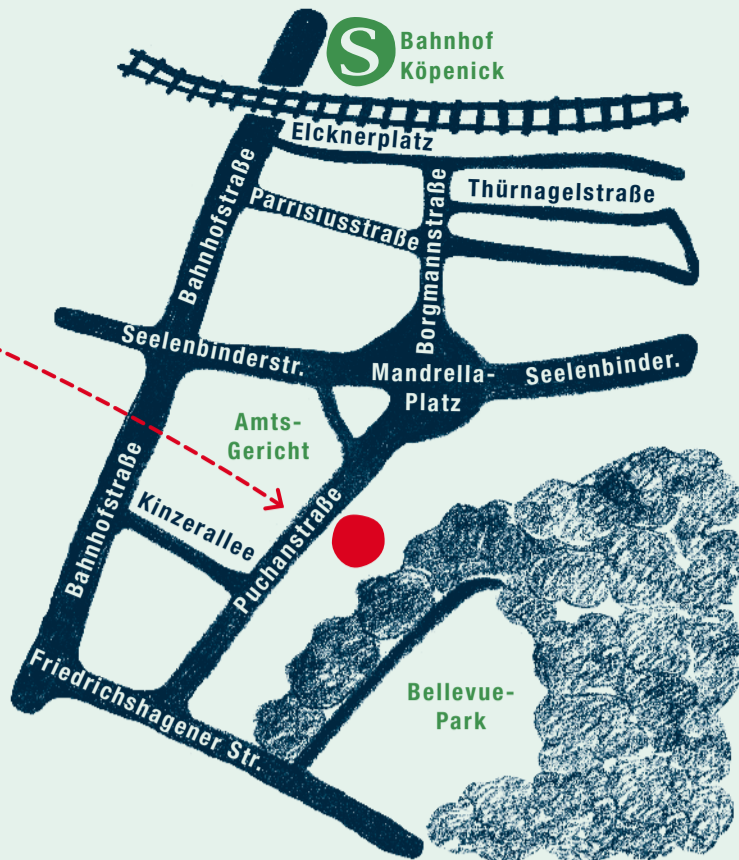 S Bahnhof
Köpenick
Elcknerplatz
Thürnagelstraße
Parrisiusstraße
Bahnhofstraße
Borgmannstraße
Seelenbinderstr.
Mandrella-
Platz
Seelenbinder.
Amts-
Gericht
Bahnhofstraße
Kinzerallee
Puchanstraße
Friedrichshagener Str.
Bellevue-
Park